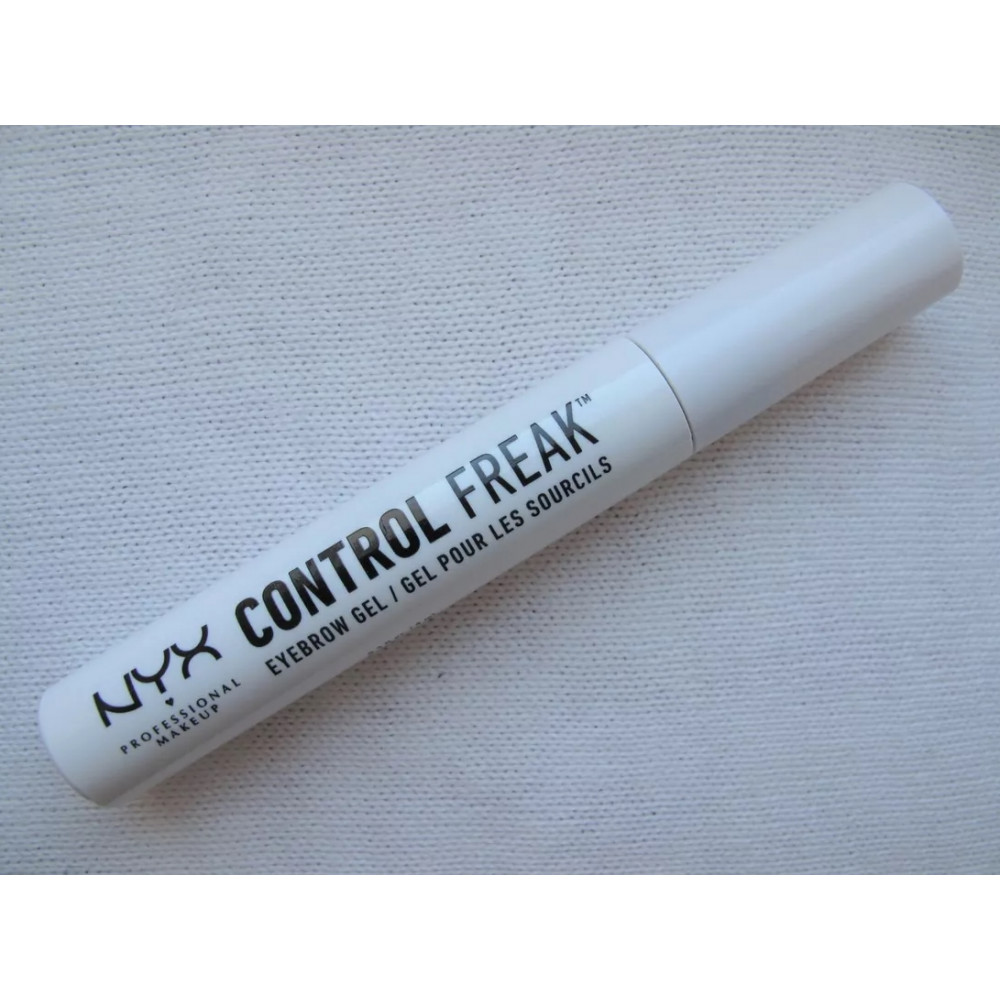 NYX
PROFESSIONAL
MAKEUP
CONTROL FREAK™
EYEBROW GEL / GEL POUR LES SOURCILS